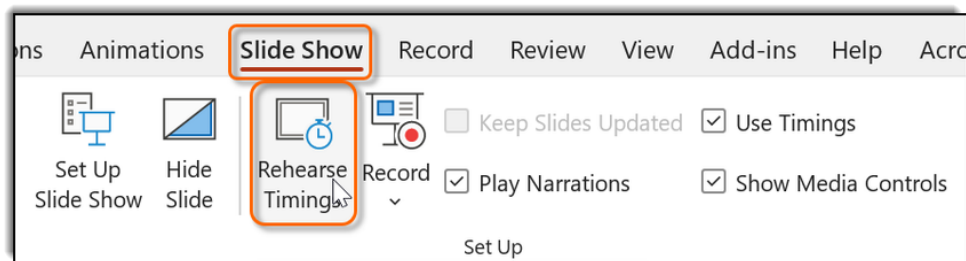 Animations Slide Show Record Review View Add-ins Help
Keep Slides Updated Use Timings
Set Up Hide Rehearse Record
Slide Show Slide Timings Play Narrations Show Media Controls
Set Up